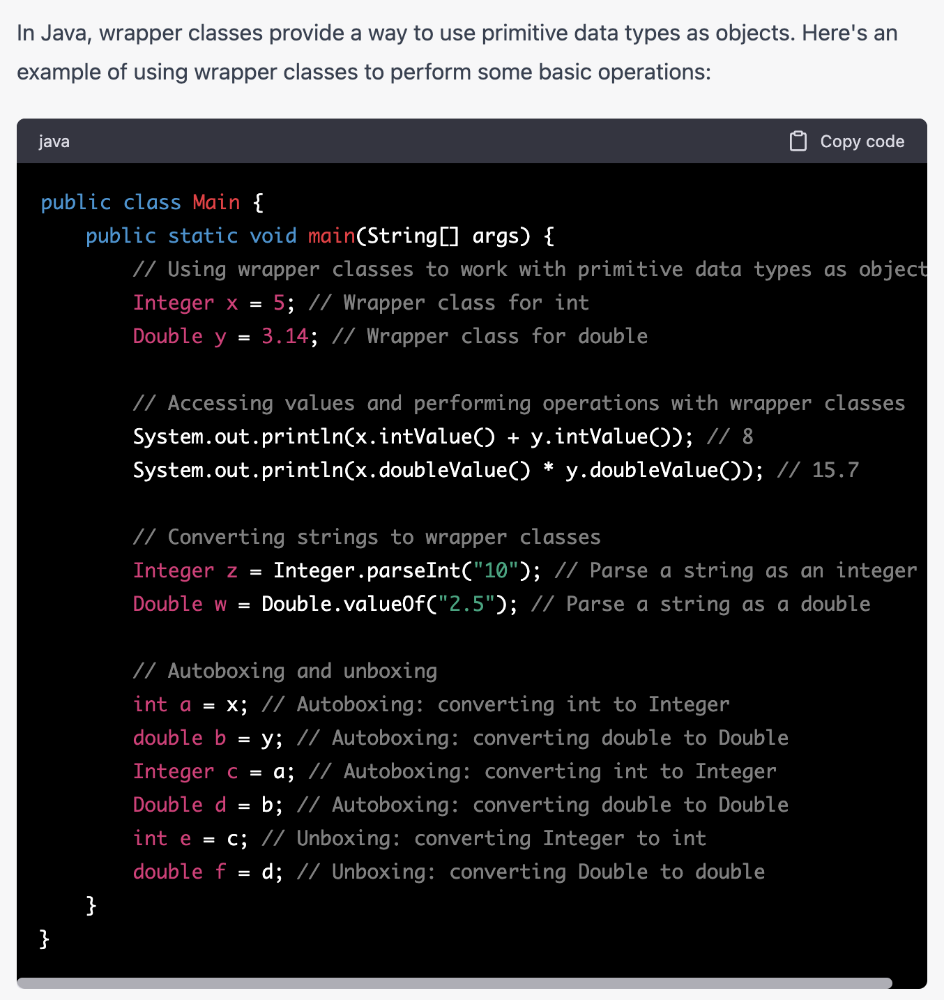 In Java, wrapper classes provide a way to use primitive data types as objects. Here's an
example of using wrapper classes to perform some basic operations:
java
Copy code
public class Main {
    public static void main(String[] args) {
        // Using wrapper classes to work with primitive data types as object
        Integer x = 5; // Wrapper class for int
        Double y = 3.14; // Wrapper class for double
        // Accessing values and performing operations with wrapper classes
        System.out.println(x.intValue() + y.intValue()); // 8
        System.out.println(x.doubleValue() * y.doubleValue()); // 15.7
        // Converting strings to wrapper classes
        Integer z = Integer.parseInt("10"); // Parse a string as an integer
        Double w = Double.valueOf("2.5"); // Parse a string as a double
        // Autoboxing and unboxing
        int a = x; // Autoboxing: converting int to Integer
        double b = y; // Autoboxing: converting double to Double
        Integer c = a; // Autoboxing: converting int to Integer
        Double d = b; // Autoboxing: converting double to Double
        int e = c; // Unboxing: converting Integer to int
        double f = d; // Unboxing: converting Double to double
    }
}